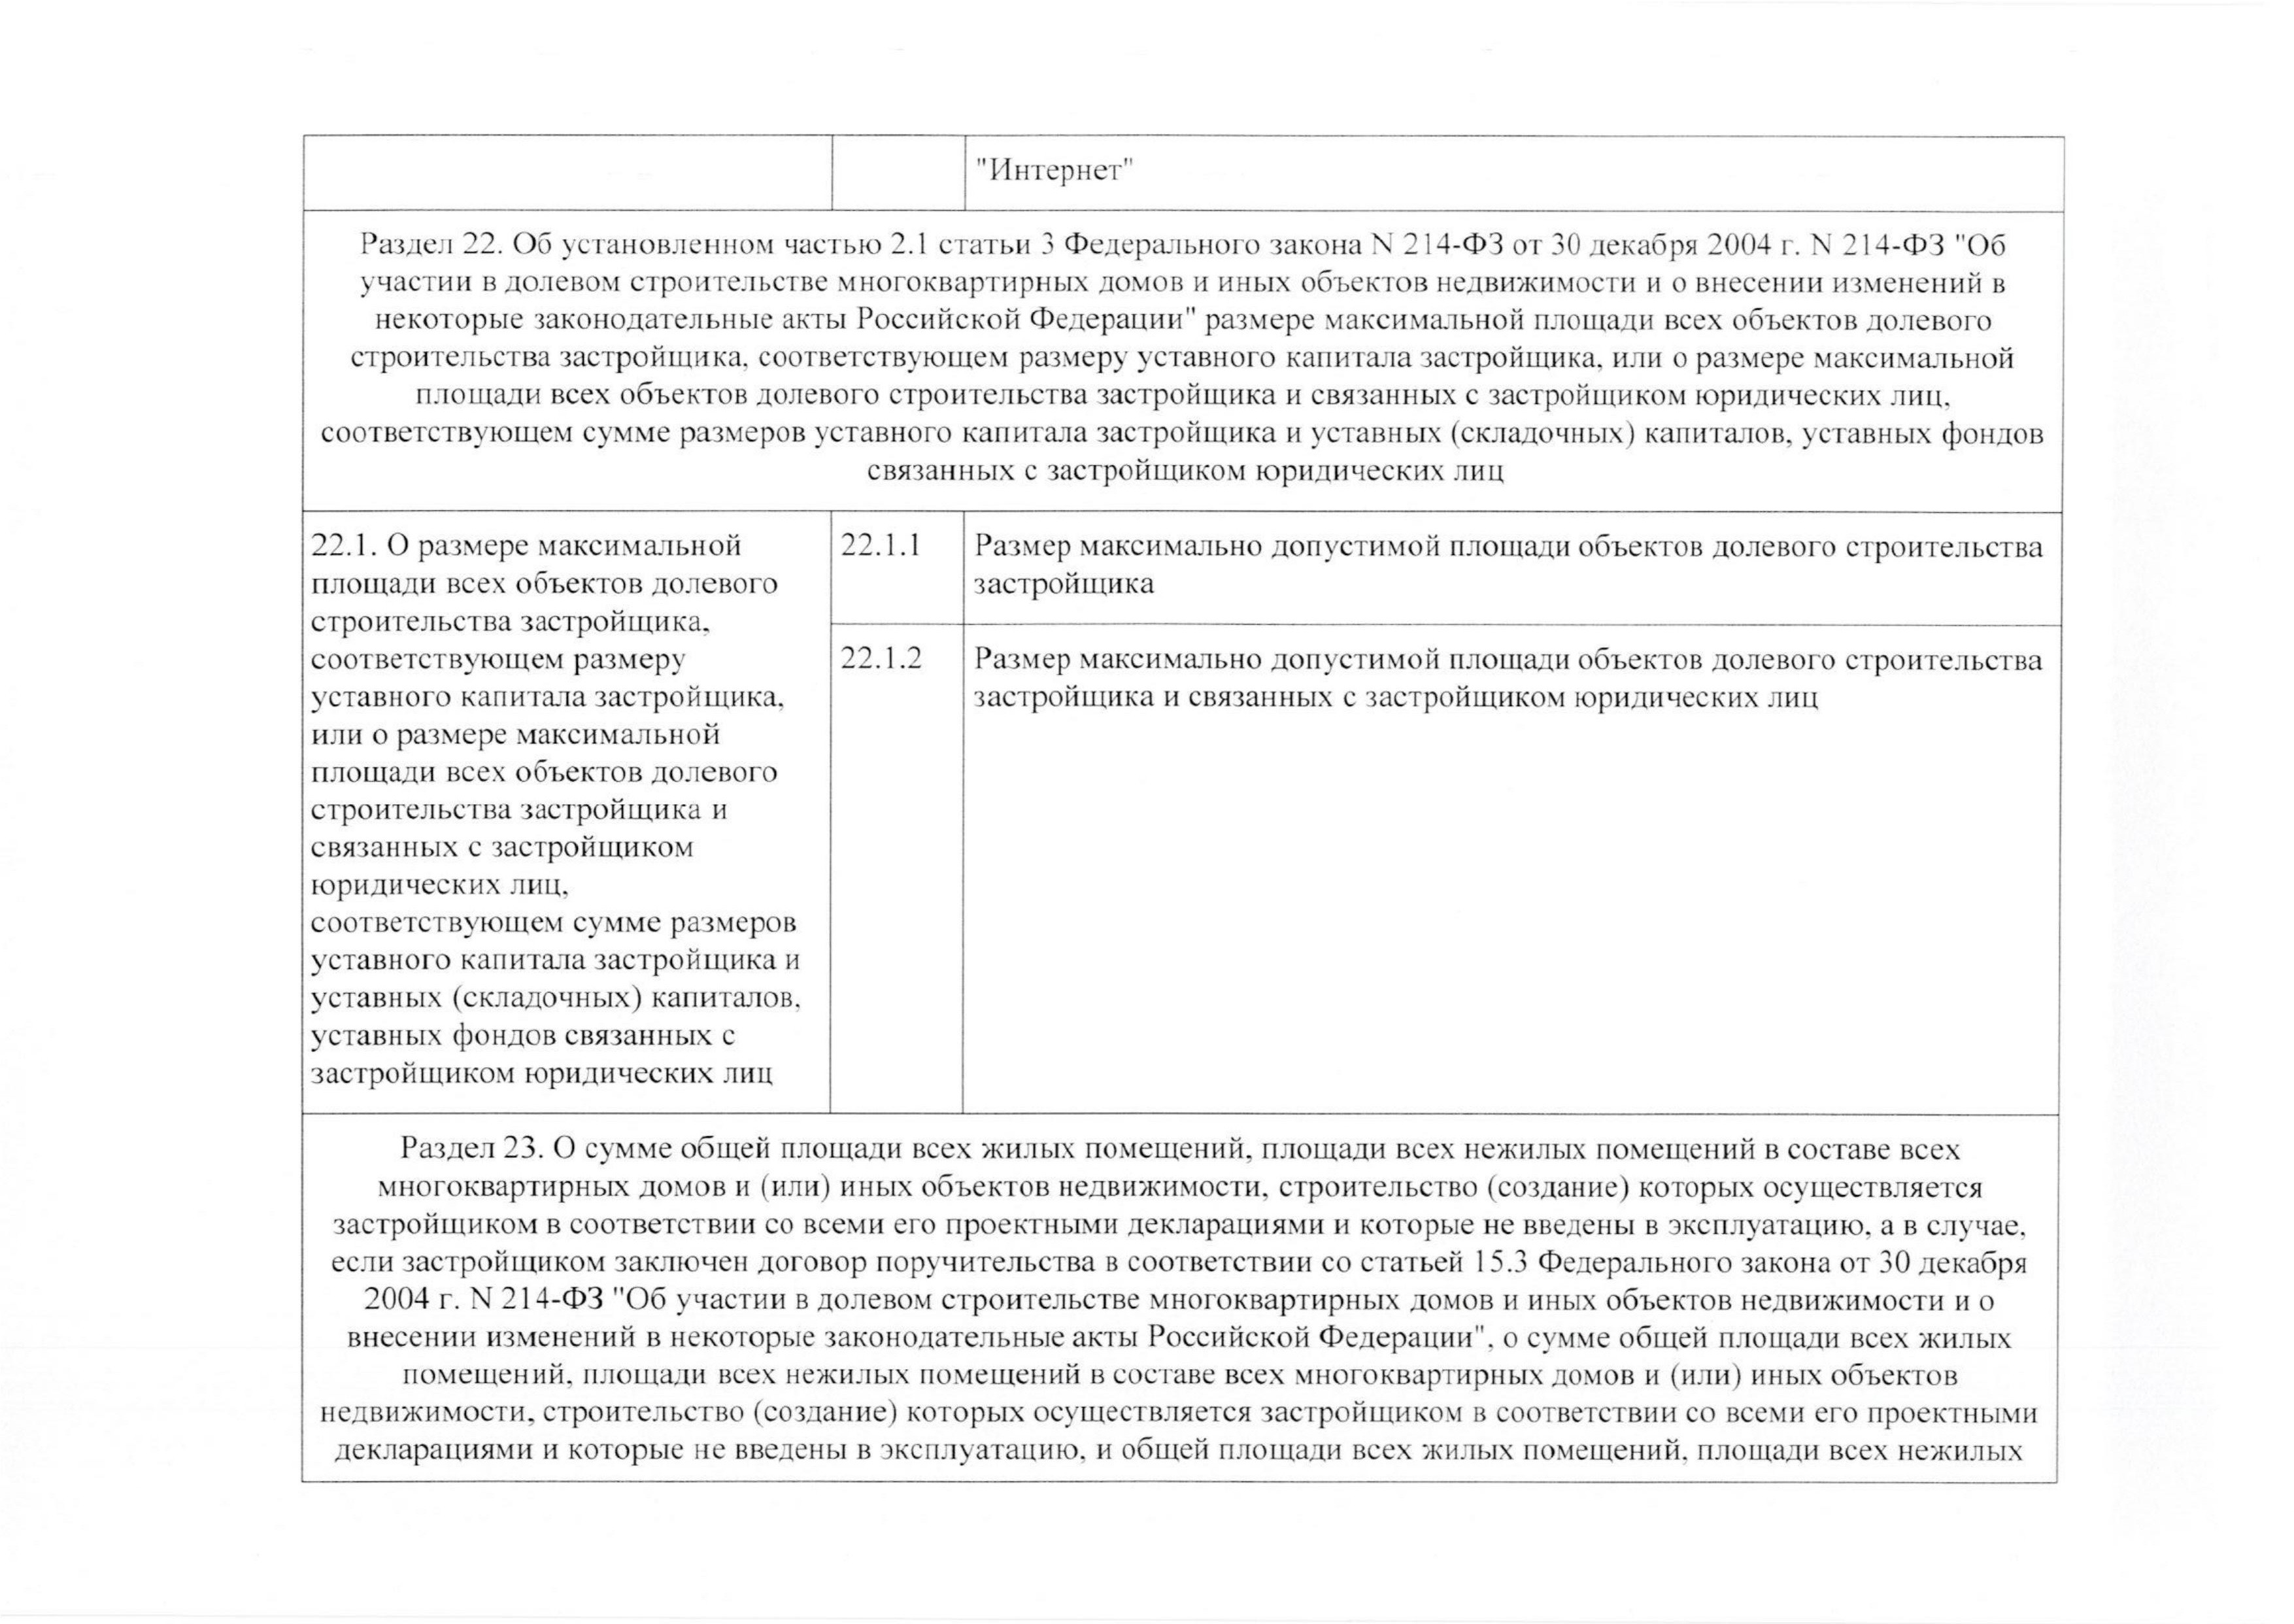 "Интернет"
Раздел 22. Об установленном частью 2.1 статьи 3 Федерального закона N 214-ФЗ от 30 декабря 2004 г. N 214-ФЗ "Об
участии в долевом строительстве многоквартирных домов и иных объектов недвижимости и о внесении изменений в
некоторые законодательные акты Российской Федерации" размере максимальной площади всех объектов долевого
строительства застройщика, соответствующем размеру уставного капитала застройщика, или о размере максимальной
площади всех объектов долевого строительства застройщика и связанных с застройщиком юридических лиц,
соответствующем сумме размеров уставного капитала застройщика и уставных (складочных) капиталов, уставных фондов
связанных с застройщиком юридических лиц
22.1. О размере максимальной
площади всех объектов долевого
строительства застройщика,
соответствующем размеру
уставного капитала застройщика,
или о размере максимальной
площади всех объектов долевого
строительства застройщика и
связанных с застройщиком
юридических лиц,
соответствующем сумме размеров
уставного капитала застройщика и
уставных (складочных) капиталов,
уставных фондов связанных с
застройщиком юридических лиц
22.1.1
Размер максимально допустимой площади объектов долевого строительства
застройщика
22.1.2
Размер максимально допустимой площади объектов долевого строительства
застройщика и связанных с застройщиком юридических лиц
Раздел 23. О сумме общей площади всех жилых помещений, площади всех нежилых помещений в составе всех
многоквартирных домов и (или) иных объектов недвижимости, строительство (создание) которых осуществляется
застройщиком в соответствии со всеми его проектными декларациями и которые не введены в эксплуатацию, а в случае,
если застройщиком заключен договор поручительства в соответствии со статьей 15.3 Федерального закона от 30 декабря
2004 г. N 214-ФЗ "Об участии в долевом строительстве многоквартирных домов и иных объектов недвижимости и о
внесении изменений в некоторые законодательные акты Российской Федерации", о сумме общей площади всех жилых
помещений, площади всех нежилых помещений в составе всех многоквартирных домов и (или) иных объектов
недвижимости, строительство (создание) которых осуществляется застройщиком в соответствии со всеми его проектными
декларациями и которые не введены в эксплуатацию, и общей площади всех жилых помещений, площади всех нежилых